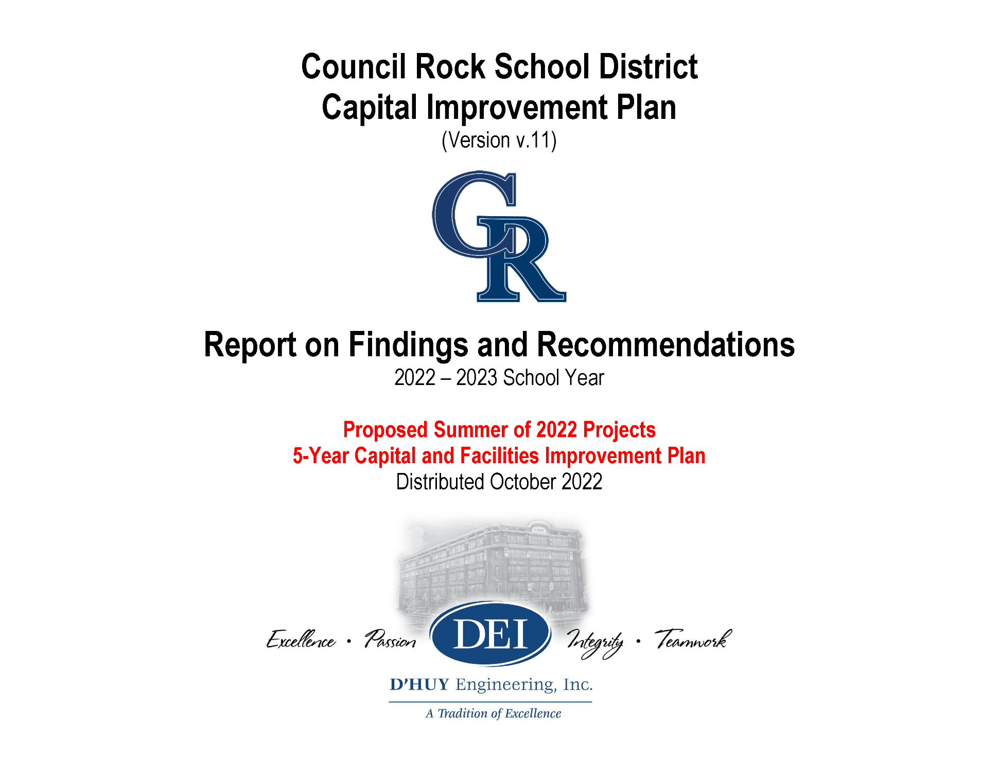 Council Rock School District
Capital Improvement Plan
(Version v.11)
CR
Report on Findings and Recommendations
2022 – 2023 School Year
Proposed Summer of 2022 Projects
5-Year Capital and Facilities Improvement Plan
Distributed October 2022
Excellence • Passion DEI Integrity • Teamwork
D'HUY Engineering, Inc.
A Tradition of Excellence